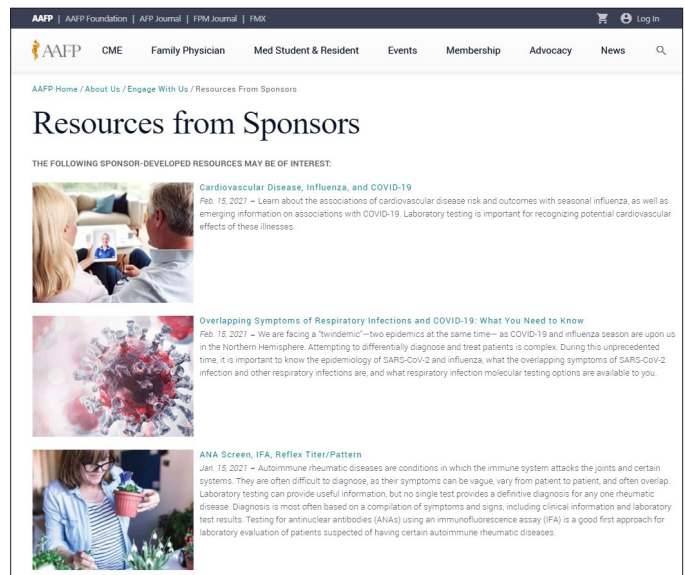 AAFP | AAFP Foundation | AFP Journal | FPM Journal | FMX
Log In
AAFP CME Family Physician Med Student & Resident Events Membership Advocacy News
AAFP Home / About Us / Engage With Us / Resources From Sponsors
Resources from Sponsors
THE FOLLOWING SPONSOR-DEVELOPED RESOURCES MAY BE OF INTEREST:
Cardiovascular Disease, Influenza, and COVID-19
Feb. 15, 2021 – Learn about the associations of cardiovascular disease risk and outcomes with seasonal influenza, as well as
emerging information on associations with COVID-19. Laboratory testing is important for recognizing potential cardiovascular
effects of these illnesses.
Overlapping Symptoms of Respiratory Infections and COVID-19: What You Need to Know
Feb. 15, 2021 – We are facing a "twindemic"—two epidemics at the same time— as COVID-19 and influenza season are upon us
in the Northern Hemisphere. Attempting to differentially diagnose and treat patients is complex. During this unprecedented
time, it is important to know the epidemiology of SARS-CoV-2 and influenza, what the overlapping symptoms of SARS-CoV-2
infection and other respiratory infections are, and what respiratory infection molecular testing options are available to you.
ANA Screen, IFA, Reflex Titer/Pattern
Jan. 15, 2021 – Autoimmune rheumatic diseases are conditions in which the immune system attacks the joints and certain
systems. They are often difficult to diagnose, as their symptoms can be vague, vary from patient to patient, and often overlap.
Laboratory testing can provide useful information, but no single test provides a definitive diagnosis for any one rheumatic
disease. Diagnosis is most often based on a compilation of symptoms and signs, including clinical information and laboratory
test results. Testing for antinuclear antibodies (ANAs) using an immunofluorescence assay (IFA) is a good first approach for
laboratory evaluation of patients suspected of having certain autoimmune rheumatic diseases.